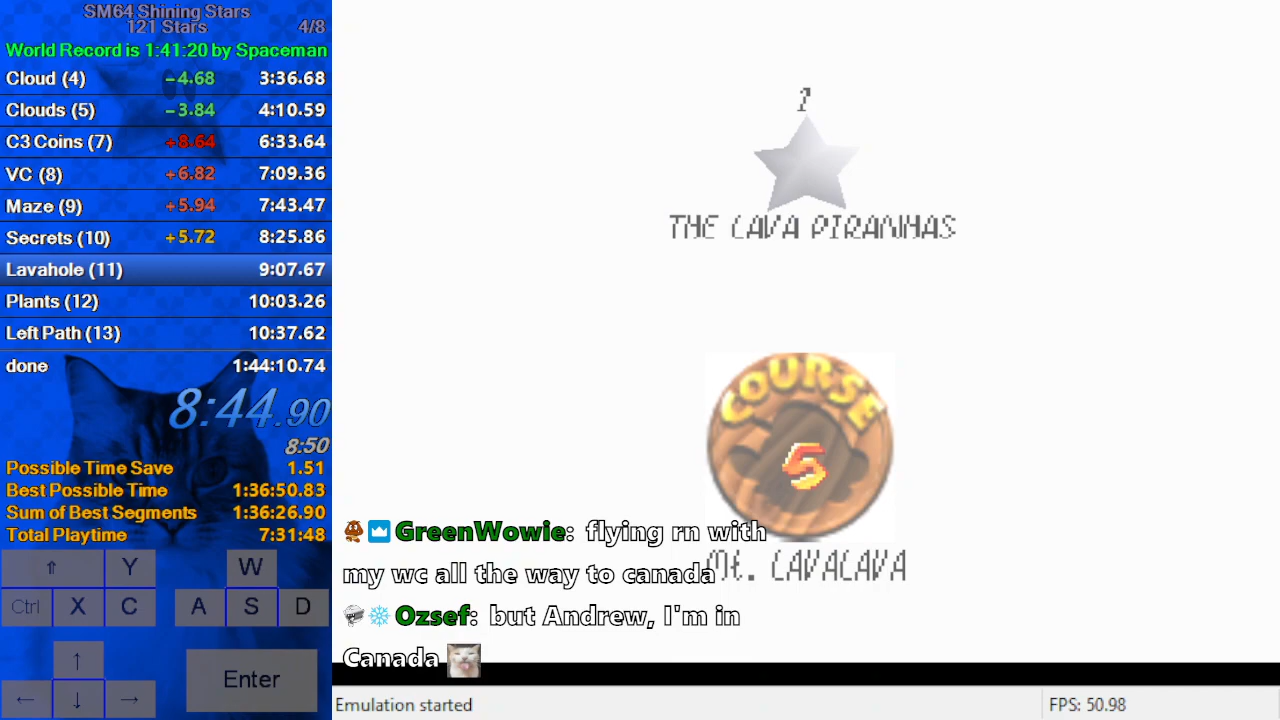 SM64 Shining Stars
121 Stars 4/8
World Record is 1:41:20 by Spaceman
Cloud (4) −4.68 3:36.68
Clouds (5) −3.84 4:10.59
C3 Coins (7) +8.64 6:33.64
VC (8) +6.82 7:09.36
Maze (9) +5.94 7:43.47
Secrets (10) +5.72 8:25.86
Lavahole (11) 9:07.67
Plants (12) 10:03.26
Left Path (13) 10:37.62
done 1:44:10.74
8:44.90
8:50
Possible Time Save 1.51
Best Possible Time 1:36:50.83
Sum of Best Segments 1:36:26.90
Total Playtime 7:31:48
⇑ Y W
Ctrl X C A S D
↑
← ↓ → Enter
THE LAVA PIRANHAS
COURSE
5
Mt. LAVALAVA
GreenWowie: flying rn with
my wc all the way to canada
Ozsef: but Andrew, I'm in
Canada
Emulation started FPS: 50.98